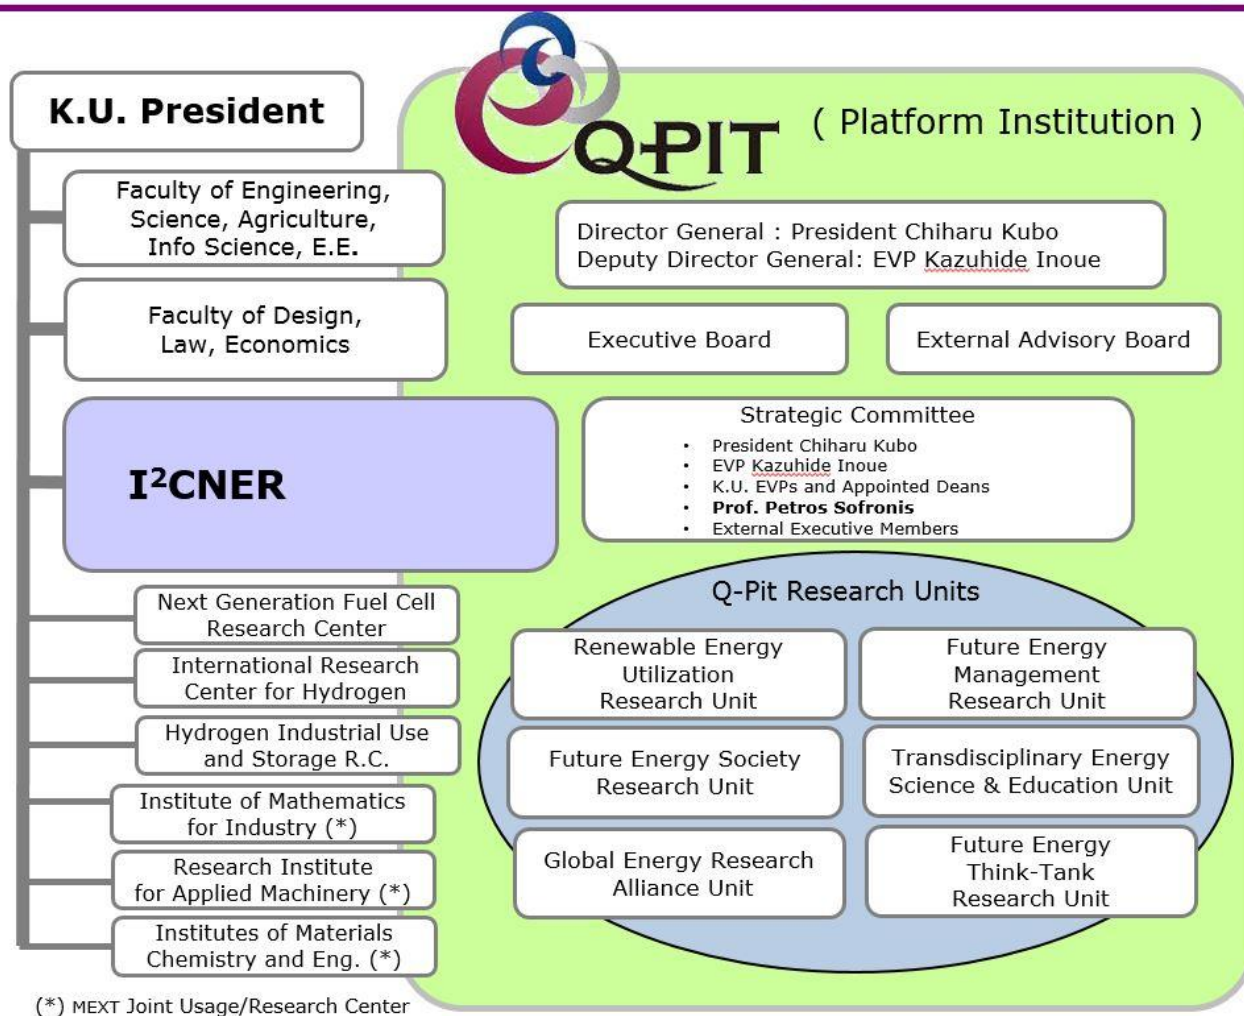 K.U. President
Q-PIT
( Platform Institution )
Faculty of Engineering,
Science, Agriculture,
Info Science, E.E.
Faculty of Design,
Law, Economics
I²CNER
Next Generation Fuel Cell
Research Center
International Research
Center for Hydrogen
Hydrogen Industrial Use
and Storage R.C.
Institute of Mathematics
for Industry (*)
Research Institute
for Applied Machinery (*)
Institutes of Materials
Chemistry and Eng. (*)
(*) MEXT Joint Usage/Research Center
Director General : President Chiharu Kubo
Deputy Director General: EVP Kazuhide Inoue
Executive Board
External Advisory Board
Strategic Committee
• President Chiharu Kubo
• EVP Kazuhide Inoue
• K.U. EVPs and Appointed Deans
• Prof. Petros Sofronis
• External Executive Members
Q-Pit Research Units
Renewable Energy
Utilization
Research Unit
Future Energy
Management
Research Unit
Future Energy Society
Research Unit
Transdisciplinary Energy
Science & Education Unit
Global Energy Research
Alliance Unit
Future Energy
Think-Tank
Research Unit